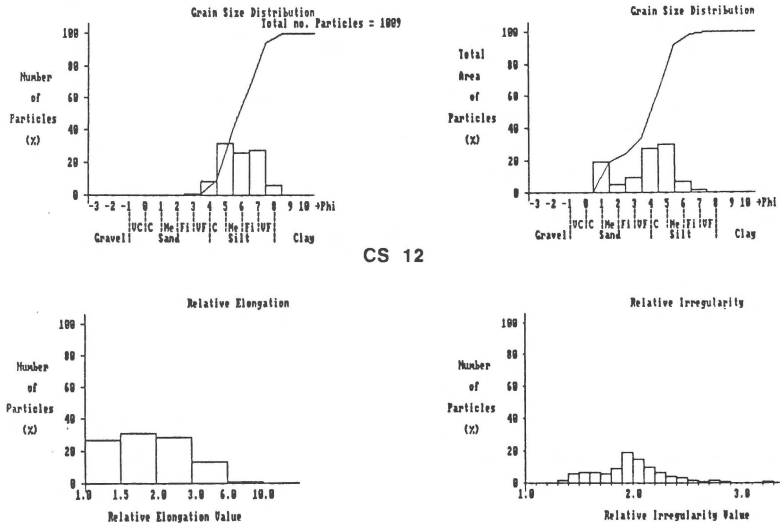 Grain Size Distribution
Total no. Particles = 1009
Number
of
Particles
(%)
100
80
60
40
20
0
-3 -2 -1 0 1 2 3 4 5 6 7 8 9 10 →Phi
VC C Me Fi VF C Me Fi VF
Gravel Sand Silt Clay
Grain Size Distribution
Total
Area
of
Particles
(%)
100
80
60
40
20
0
-3 -2 -1 0 1 2 3 4 5 6 7 8 9 10 →Phi
VC C Me Fi VF C Me Fi VF
Gravel Sand Silt Clay
CS 12
Relative Elongation
Number
of
Particles
(%)
100
80
60
40
20
0
1.0 1.5 2.0 3.0 6.0 10.0
Relative Elongation Value
Relative Irregularity
Number
of
Particles
(%)
100
80
60
40
20
0
1.0 2.0 3.0
Relative Irregularity Value